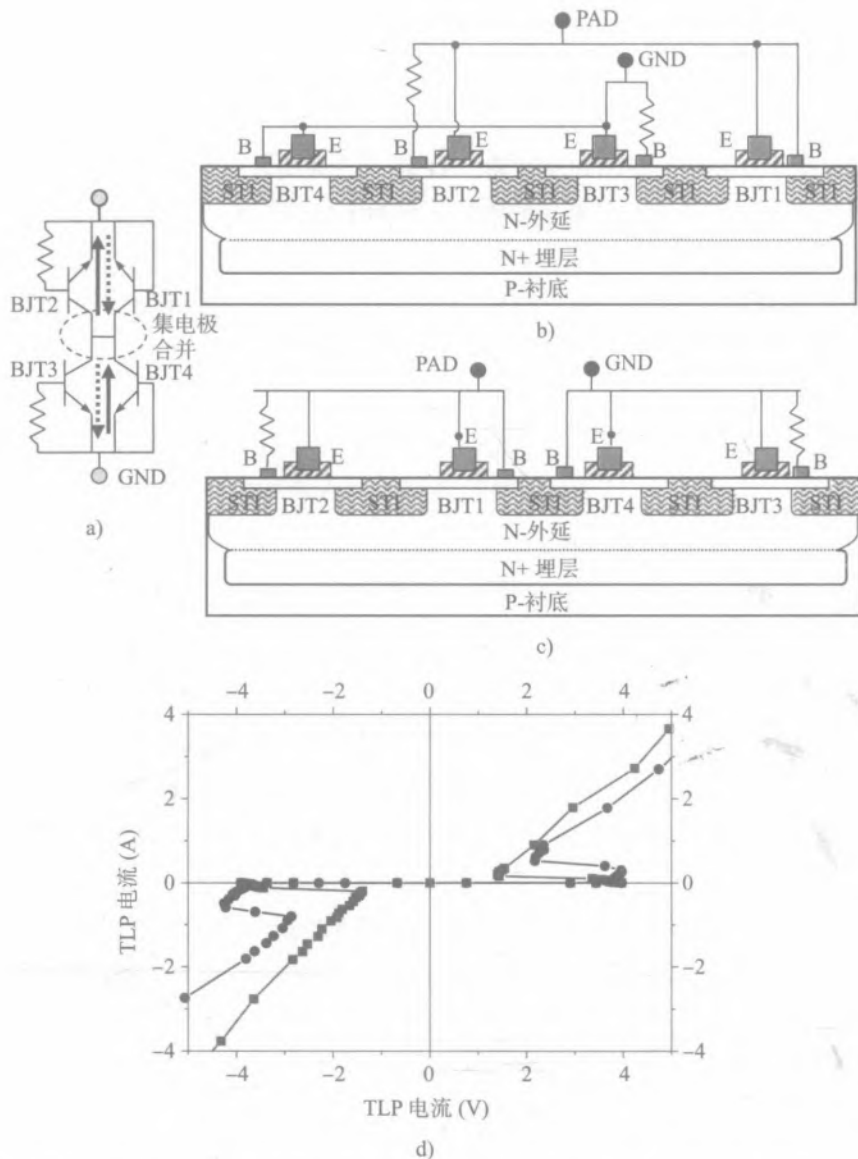 PAD
GND
B E B E E B E B
STI BJT4 STI BJT2 STI BJT3 STI BJT1 STI
N-外延
N+ 埋层
P-衬底
b)
BJT2 BJT1
集电极
合并
BJT3 BJT4
GND
a)
PAD GND
B E E B B E E B
STI BJT2 STI BJT1 STI BJT4 STI BJT3 STI
N-外延
N+ 埋层
P-衬底
c)
-4 -2 0 2 4
4 4
2 2
0 0
-2 -2
-4 -4
-4 -2 0 2 4
TLP 电流 (A)
TLP 电流 (V)
d)